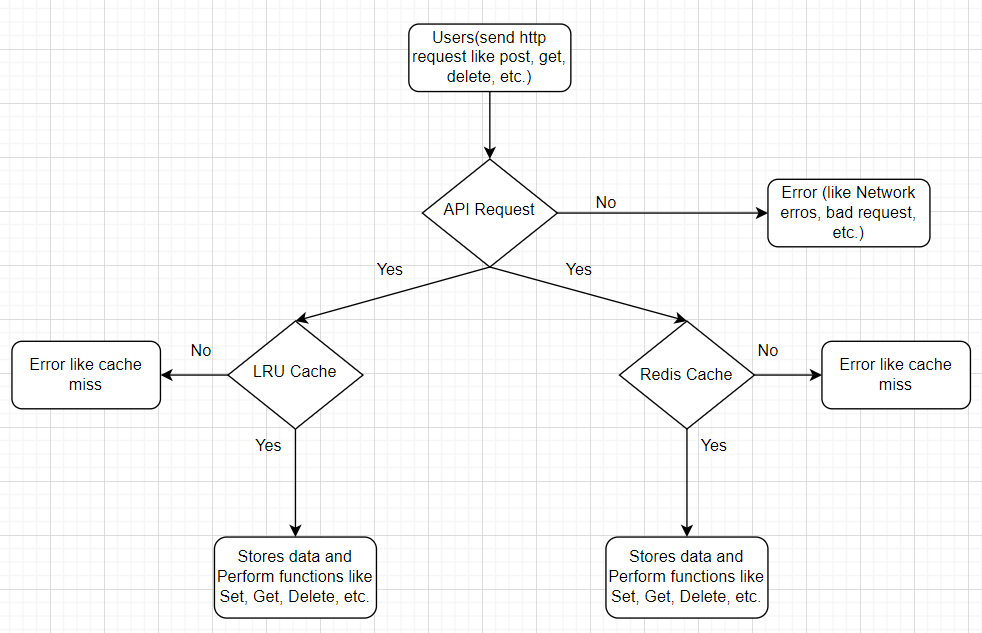 Users(send http
request like post, get,
delete, etc.)
API Request
No
Error (like Network
erros, bad request,
etc.)
Yes
Yes
LRU Cache
No
Error like cache
miss
Redis Cache
No
Error like cache
miss
Yes
Yes
Stores data and
Perform functions like
Set, Get, Delete, etc.
Stores data and
Perform functions like
Set, Get, Delete, etc.